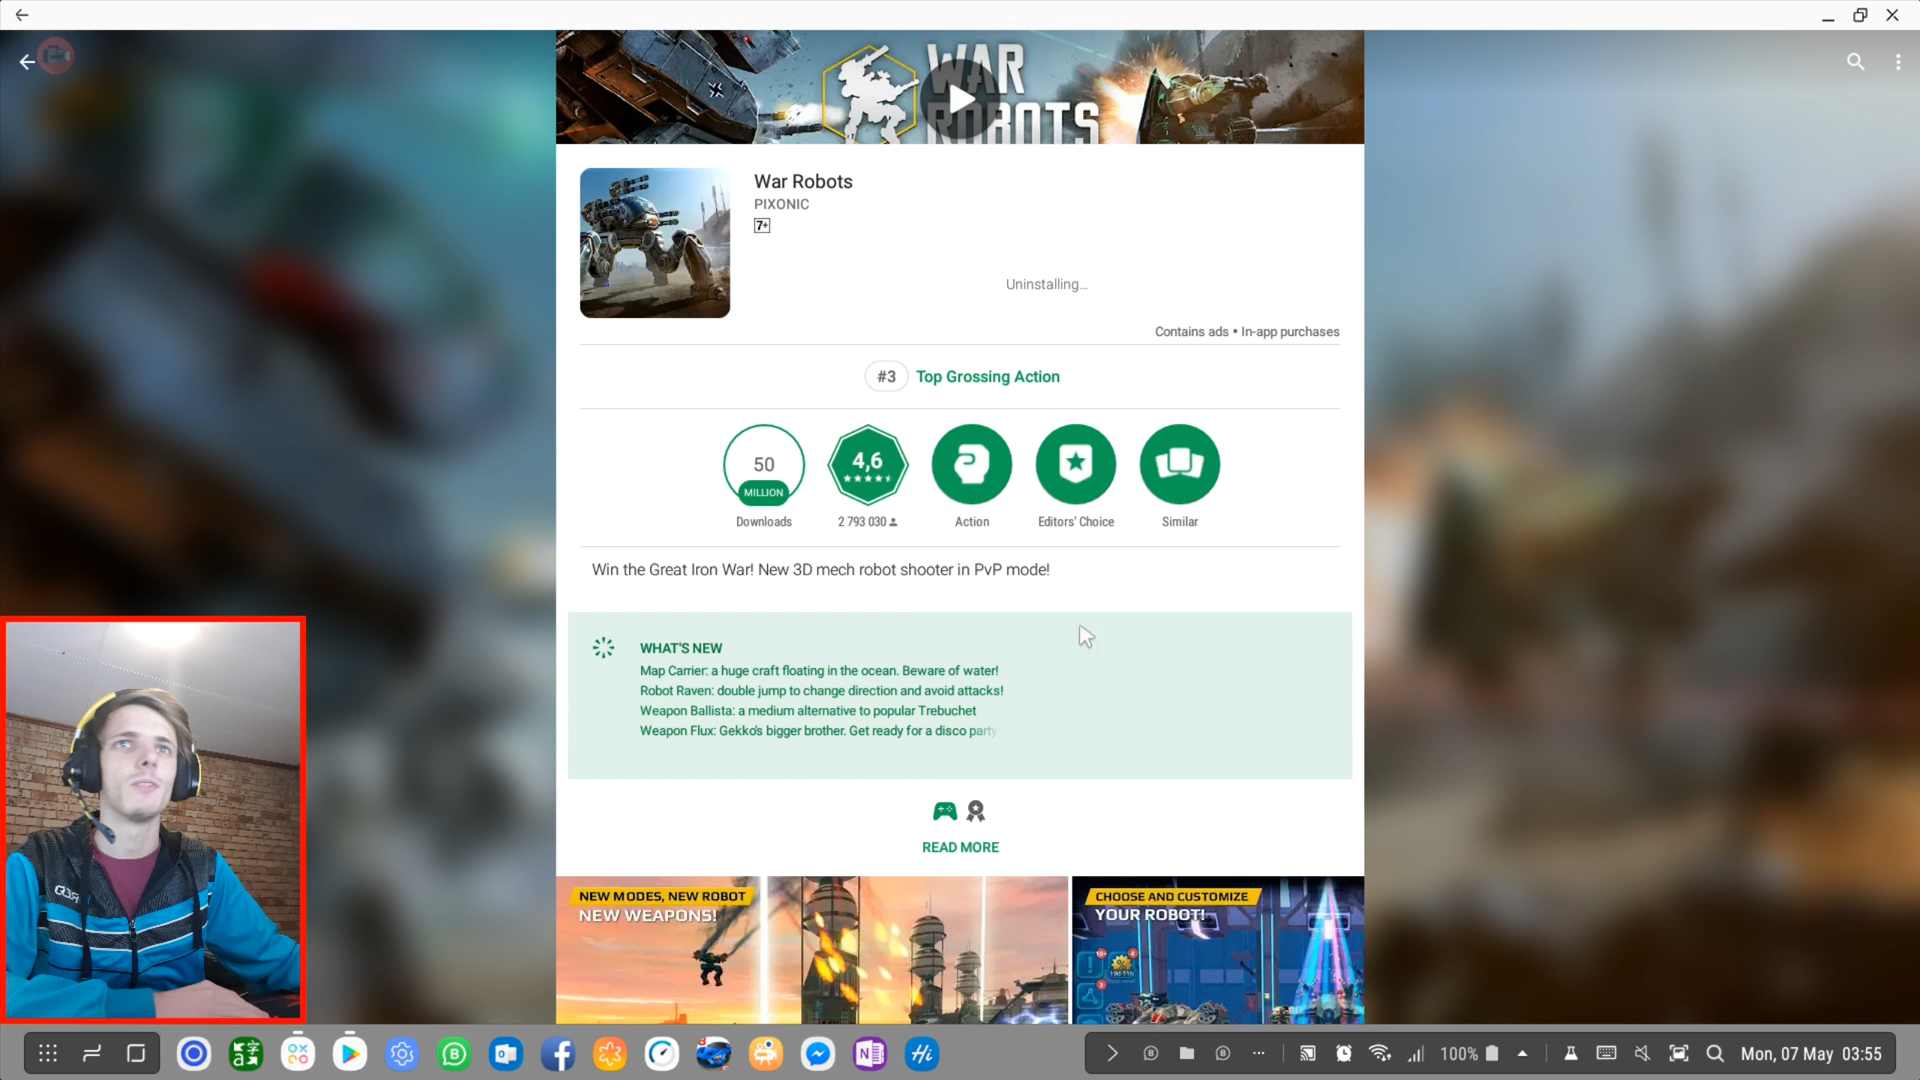 WAR
ROBOTS
War Robots
PIXONIC
7+
Uninstalling...
Contains ads • In-app purchases
#3 Top Grossing Action
50
MILLION
4,6
Downloads
2 793 030
Action
Editors' Choice
Similar
Win the Great Iron War! New 3D mech robot shooter in PvP mode!
WHAT'S NEW
Map Carrier: a huge craft floating in the ocean. Beware of water!
Robot Raven: double jump to change direction and avoid attacks!
Weapon Ballista: a medium alternative to popular Trebuchet
Weapon Flux: Gekko's bigger brother. Get ready for a disco party
READ MORE
NEW MODES, NEW ROBOT
NEW WEAPONS!
CHOOSE AND CUSTOMIZE
YOUR ROBOT!
Hi
100%
Mon, 07 May 03:55